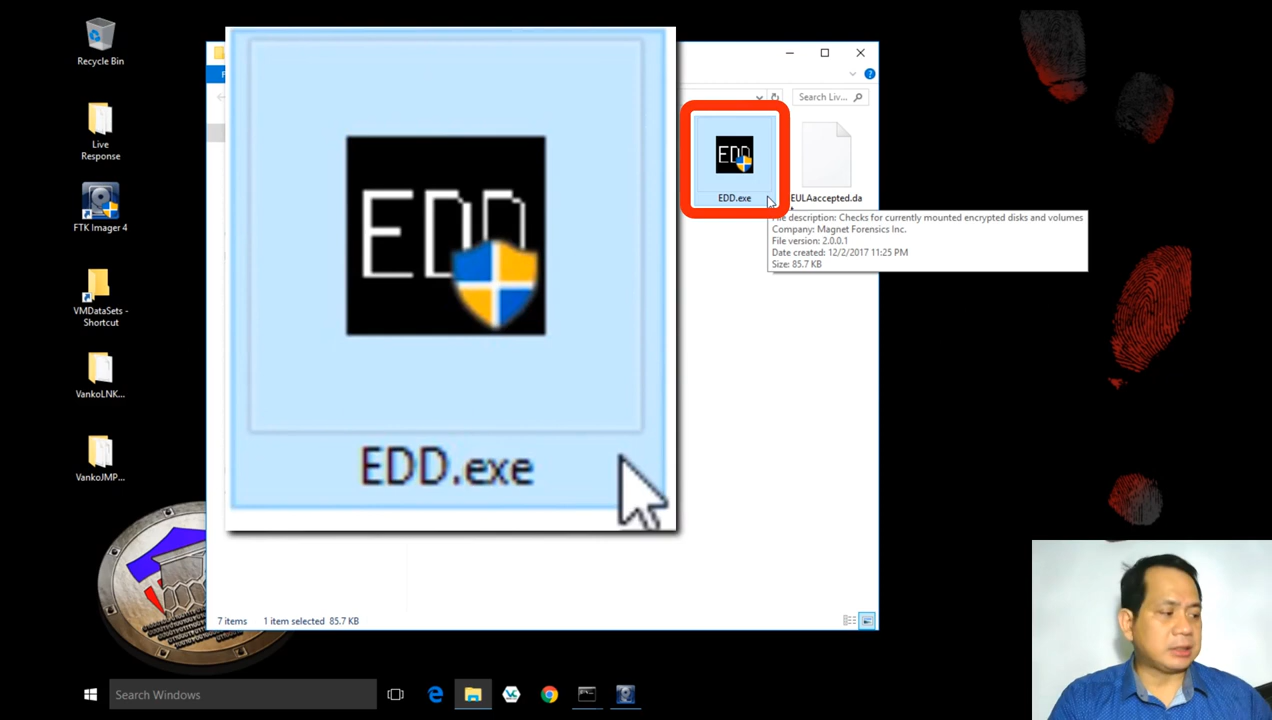 Recycle Bin
Live
Response
FTK Imager 4
VMDataSets -
Shortcut
VankoLNK...
VankoJMP...
Search Liv...
EDD
EDD.exe
EDD
EDD.exe
EULAaccepted.da
File description: Checks for currently mounted encrypted disks and volumes
Company: Magnet Forensics Inc.
File version: 2.0.0.1
Date created: 12/2/2017 11:25 PM
Size: 85.7 KB
7 items 1 item selected 85.7 KB
Search Windows